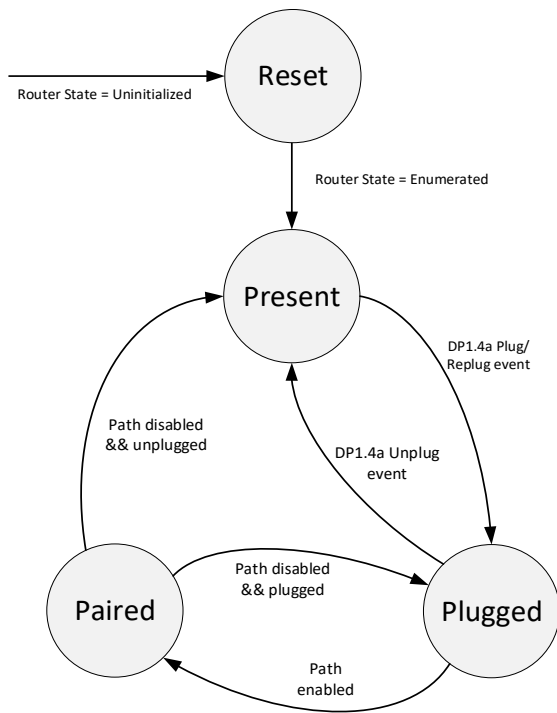 Reset
Router State = Uninitialized
Router State = Enumerated
Present
DP1.4a Plug/
Replug event
Path disabled
&& unplugged
DP1.4a Unplug
event
Path disabled
&& plugged
Paired
Plugged
Path
enabled